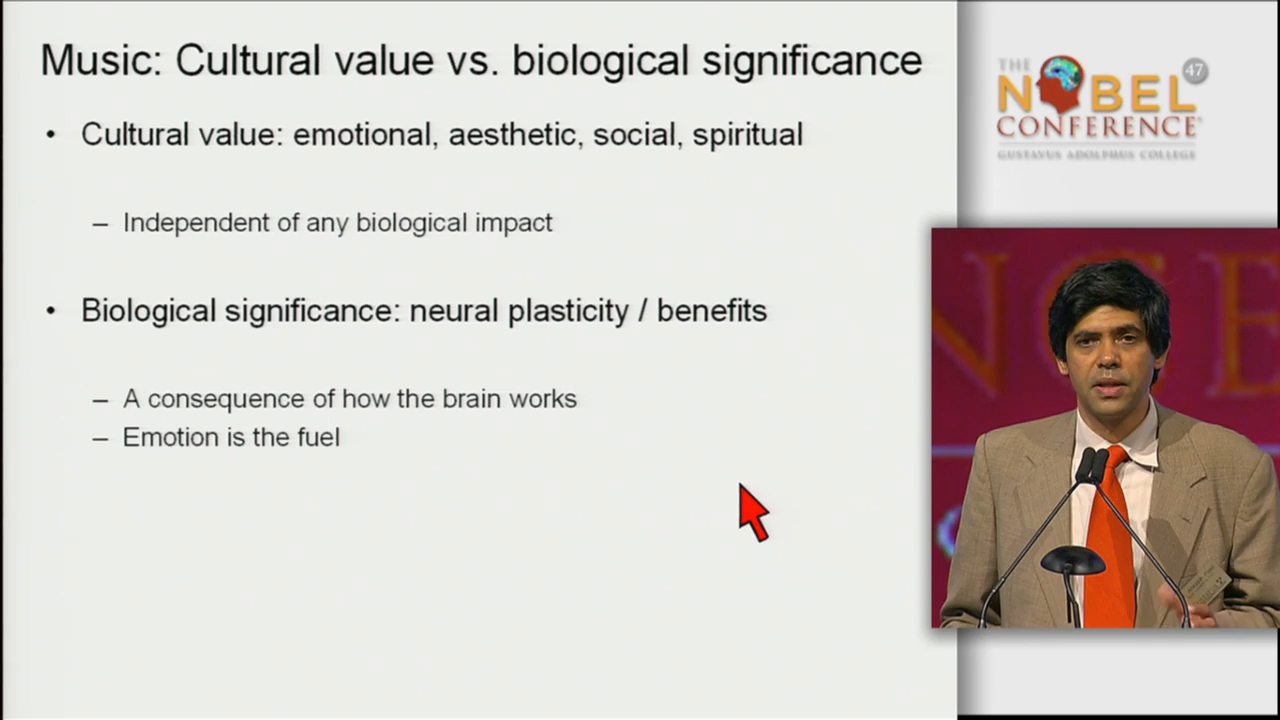 Music: Cultural value vs. biological significance
• Cultural value: emotional, aesthetic, social, spiritual
– Independent of any biological impact
• Biological significance: neural plasticity / benefits
– A consequence of how the brain works
– Emotion is the fuel
THE
NOBEL 47
CONFERENCE
GUSTAVUS ADOLPHUS COLLEGE
NCE